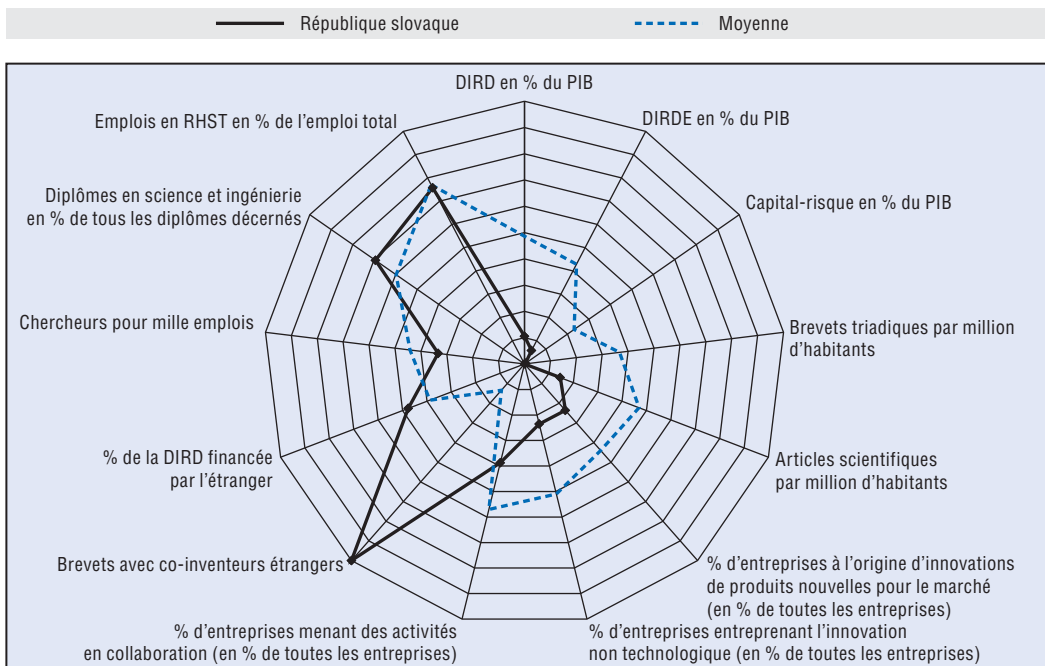 République slovaque
Moyenne
DIRD en % du PIB
DIRDE en % du PIB
Capital-risque en % du PIB
Brevets triadiques par million
d’habitants
Articles scientifiques
par million d’habitants
% d’entreprises à l’origine d’innovations
de produits nouvelles pour le marché
(en % de toutes les entreprises)
% d’entreprises entreprenant l’innovation
non technologique (en % de toutes les entreprises)
% d’entreprises menant des activités
en collaboration (en % de toutes les entreprises)
Brevets avec co-inventeurs étrangers
% de la DIRD financée
par l’étranger
Chercheurs pour mille emplois
Diplômes en science et ingénierie
en % de tous les diplômes décernés
Emplois en RHST en % de l’emploi total